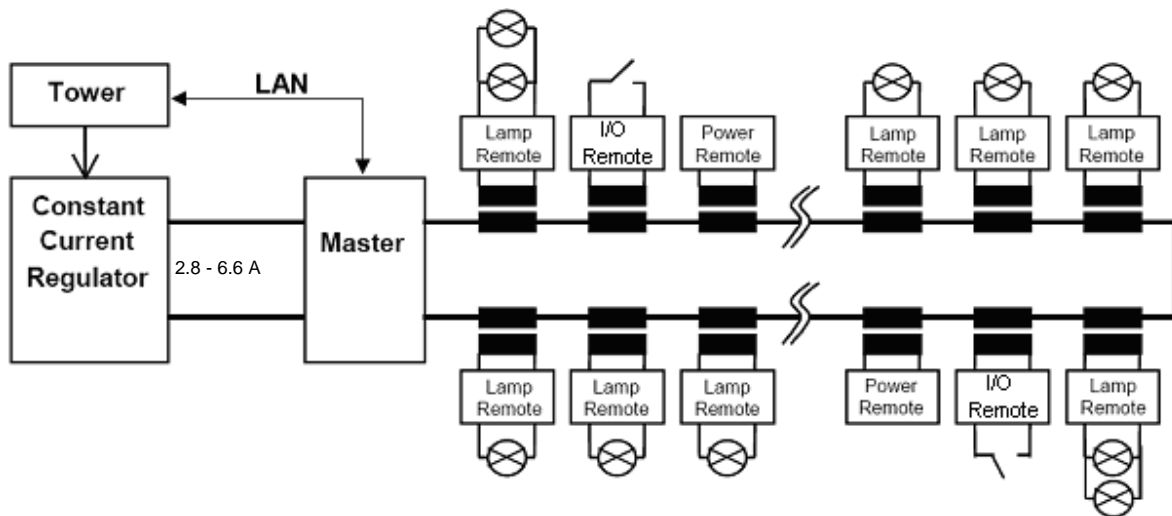 Tower
LAN
Constant
Current
Regulator
2.8 - 6.6 A
Master
Lamp
Remote
I/O
Remote
Power
Remote
Lamp
Remote
Lamp
Remote
Lamp
Remote
Lamp
Remote
Lamp
Remote
Lamp
Remote
Power
Remote
I/O
Remote
Lamp
Remote